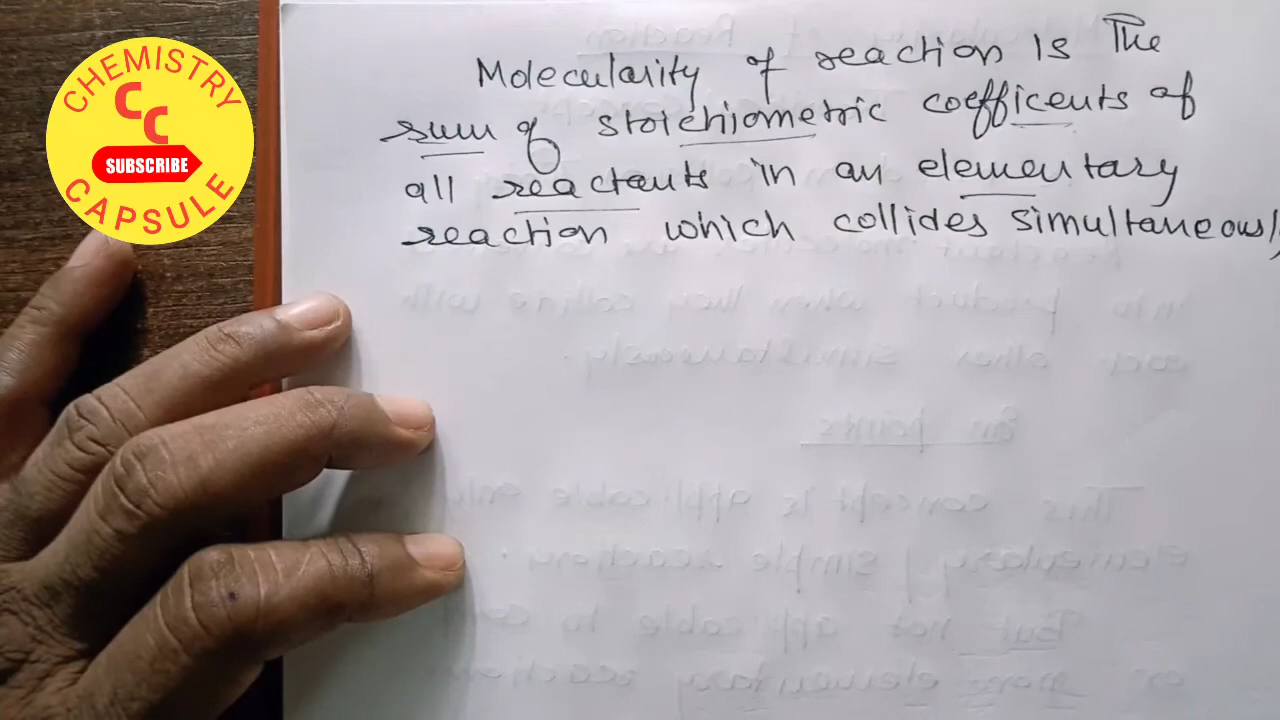 CHEMISTRY
CC
SUBSCRIBE
CAPSULE
Molecularity of reaction is The
sum of stoichiometric coefficents of
all reactants in an elementary
reaction which collides simultaneously